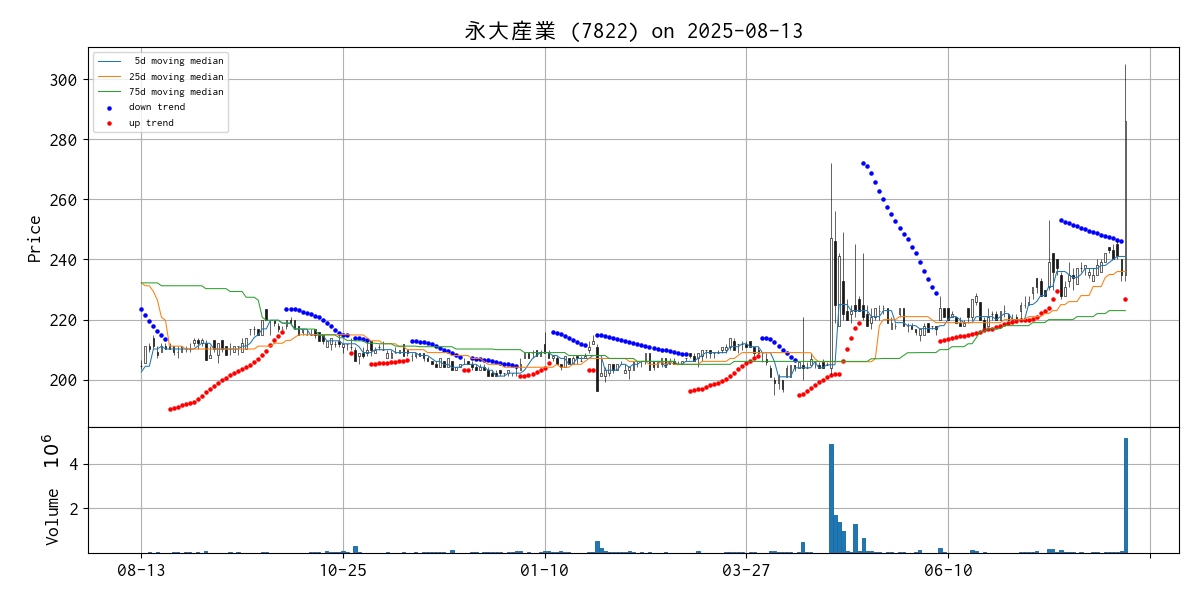 永大産業 (7822) on 2025-08-13
5d moving median
25d moving median
75d moving median
down trend
up trend
300
280
260
240
220
200
Price
4
2
Volume 10^6
08-13
10-25
01-10
03-27
06-10